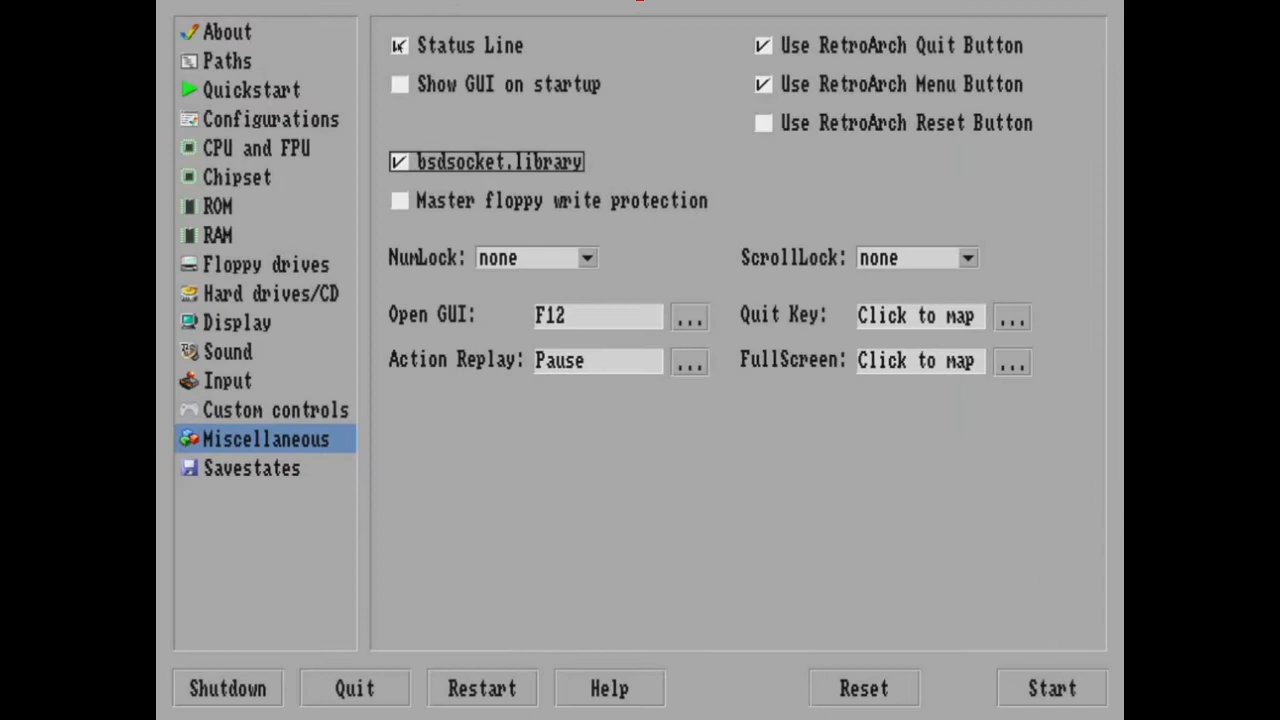 About
Paths
Quickstart
Configurations
CPU and FPU
Chipset
ROM
RAM
Floppy drives
Hard drives/CD
Display
Sound
Input
Custom controls
Miscellaneous
Savestates
Status Line
Use RetroArch Quit Button
Show GUI on startup
Use RetroArch Menu Button
Use RetroArch Reset Button
bsdsocket.library
Master floppy write protection
NumLock: none
ScrollLock: none
Open GUI: F12 ...
Quit Key: Click to map ...
Action Replay: Pause ...
FullScreen: Click to map ...
Shutdown Quit Restart Help Reset Start